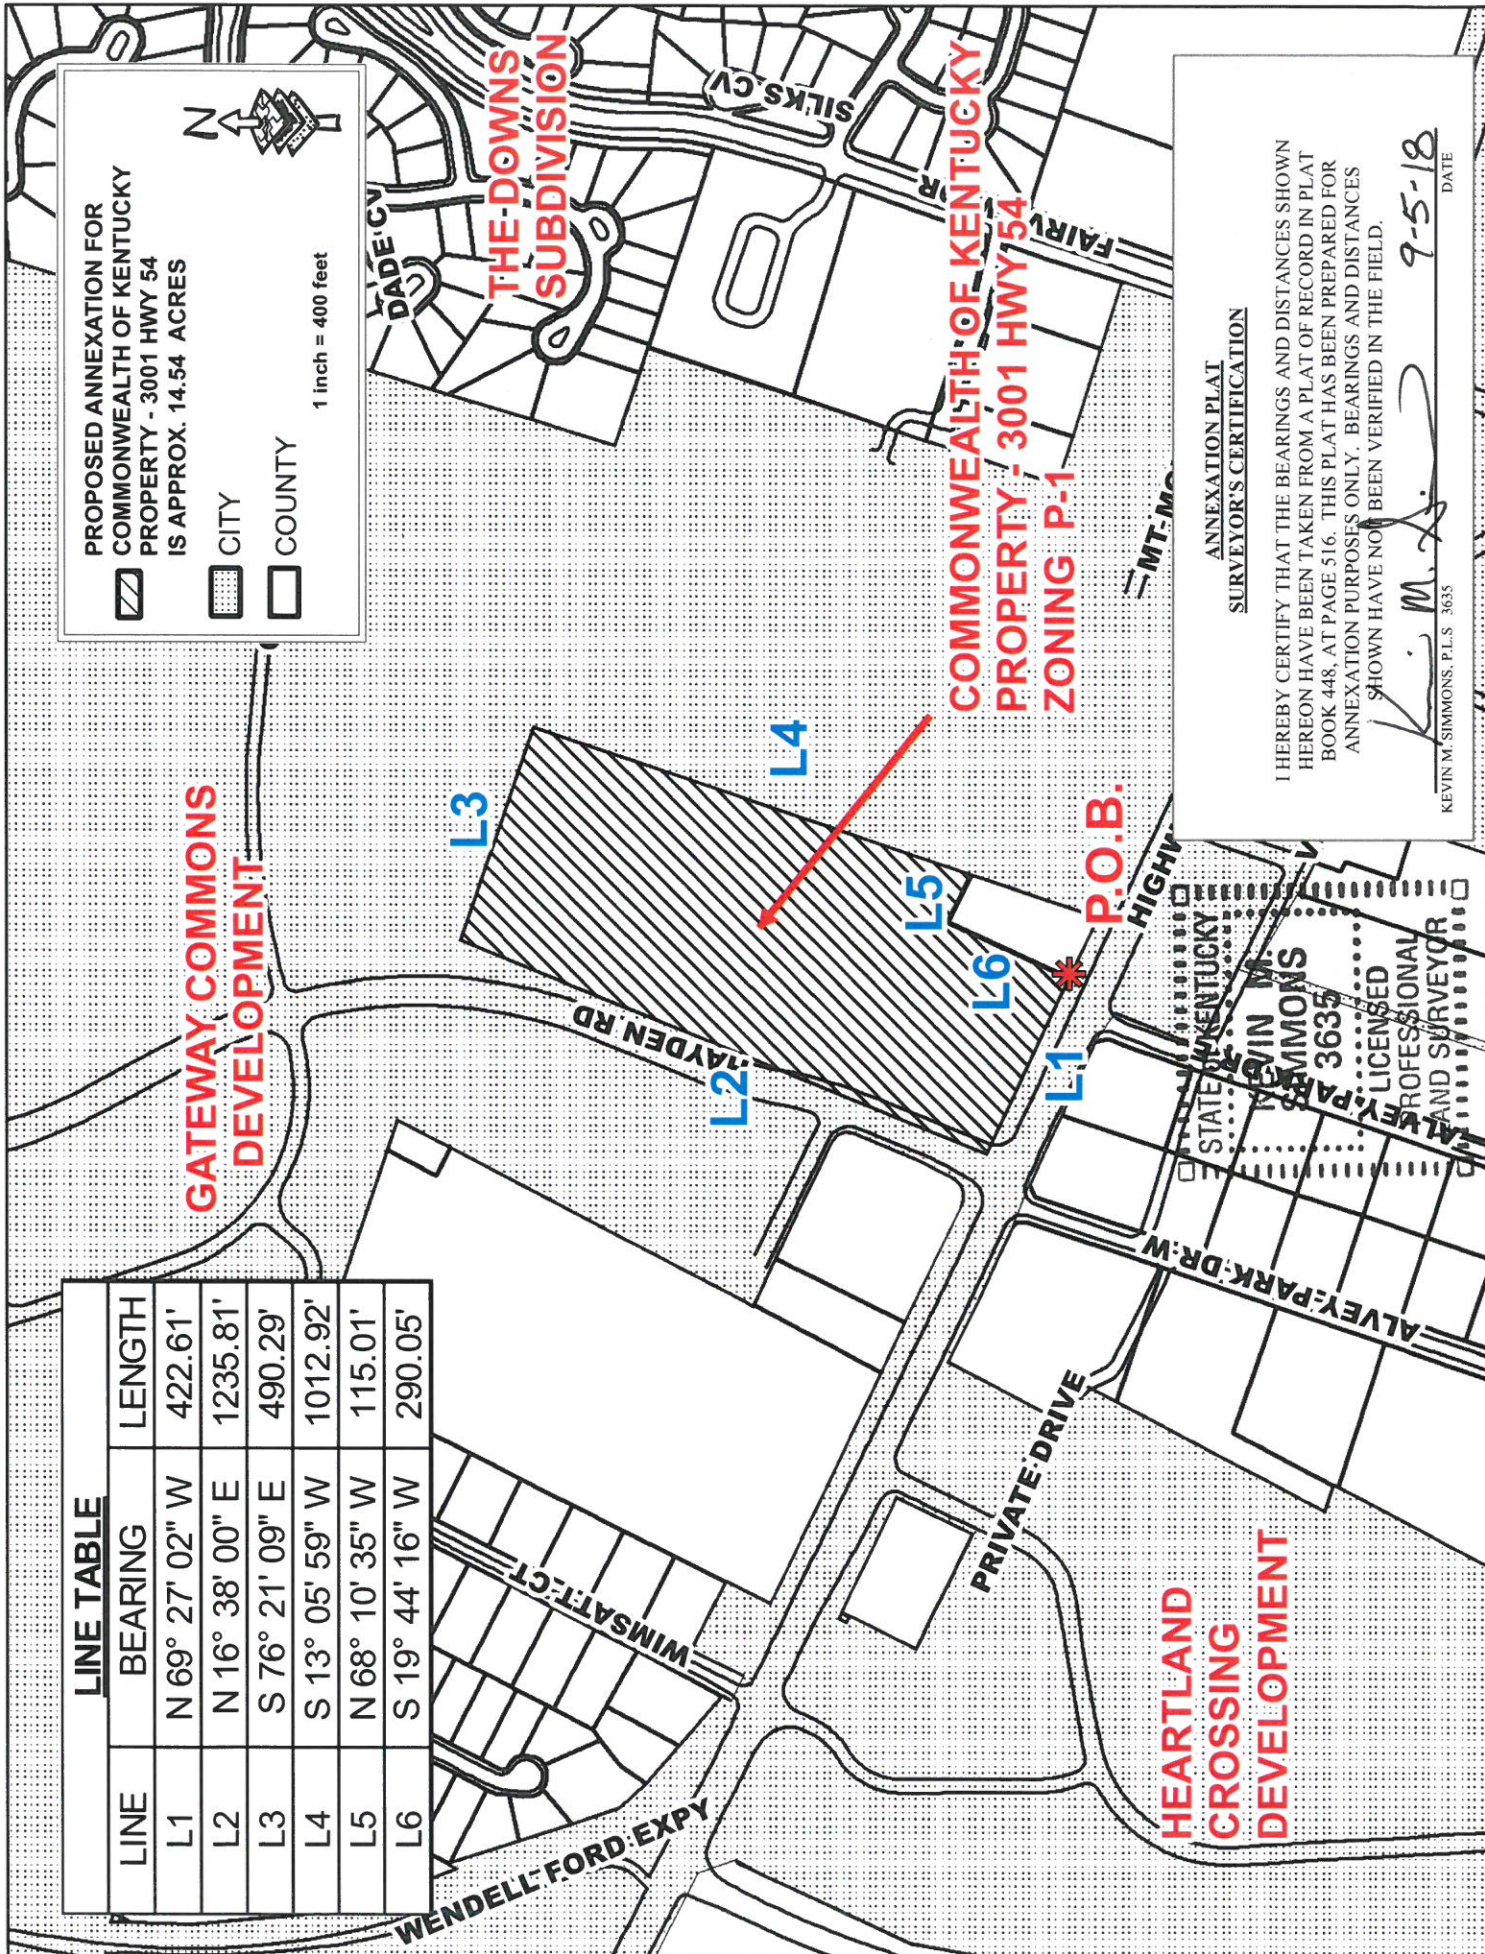 LINE TABLE
LINE BEARING LENGTH
L1 N 69° 27' 02" W 422.61'
L2 N 16° 38' 00" E 1235.81'
L3 S 76° 21' 09" E 490.29'
L4 S 13° 05' 59" W 1012.92'
L5 N 68° 10' 35" W 115.01'
L6 S 19° 44' 16" W 290.05'
PROPOSED ANNEXATION FOR
COMMONWEALTH OF KENTUCKY
PROPERTY - 3001 HWY 54
IS APPROX. 14.54 ACRES
CITY
COUNTY
1 inch = 400 feet
N
GATEWAY COMMONS
DEVELOPMENT
THE DOWNS
SUBDIVISION
DADE CV
SILKS CV
FAIRV
DR
L3
L4
L2
HAYDEN RD
L5
L6
L1
P.O.B.
COMMONWEALTH OF KENTUCKY
PROPERTY - 3001 HWY 54
ZONING P-1
WIMSATT CT
WENDELL FORD EXPY
PRIVATE DRIVE
ALVEY PARK DR W
ALVEY PARK DR
HIGHW
MT MO
HEARTLAND
CROSSING
DEVELOPMENT
STATE KENTUCKY
KEVIN M.
SIMMONS
3635
LICENSED
PROFESSIONAL
LAND SURVEYOR
ANNEXATION PLAT
SURVEYOR'S CERTIFICATION
I HEREBY CERTIFY THAT THE BEARINGS AND DISTANCES SHOWN
HEREON HAVE BEEN TAKEN FROM A PLAT OF RECORD IN PLAT
BOOK 448, AT PAGE 516. THIS PLAT HAS BEEN PREPARED FOR
ANNEXATION PURPOSES ONLY. BEARINGS AND DISTANCES
SHOWN HAVE NOT BEEN VERIFIED IN THE FIELD.
9-5-18
KEVIN M. SIMMONS, P.L.S 3635 DATE